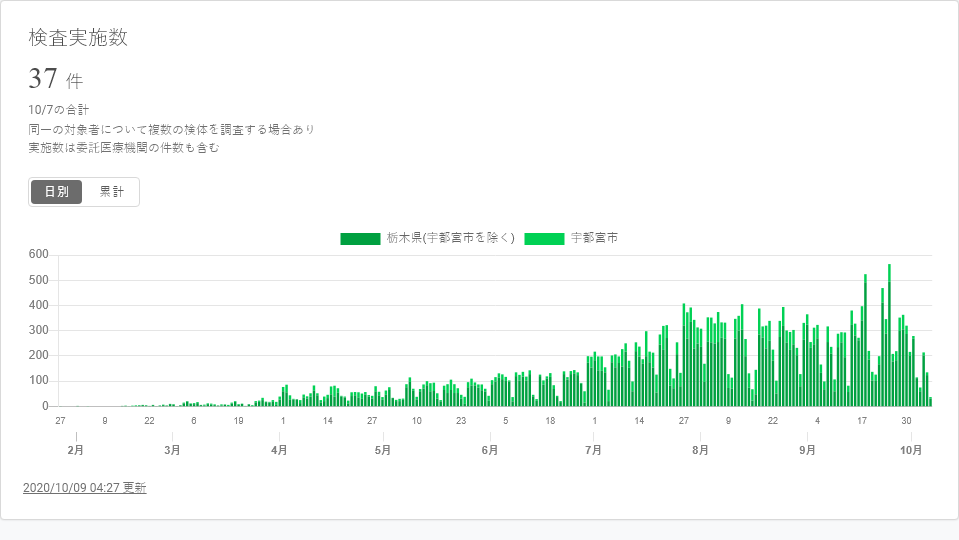 検査実施数
37 件
10/7の合計
同一の対象者について複数の検体を調査する場合あり
実施数は委託医療機関の件数も含む
日別 累計
栃木県(宇都宮市を除く) 宇都宮市
600
500
400
300
200
100
0
27 9 22 6 19 1 14 27 10 23 5 18 1 14 27 9 22 4 17 30
2月 3月 4月 5月 6月 7月 8月 9月 10月
2020/10/09 04:27 更新